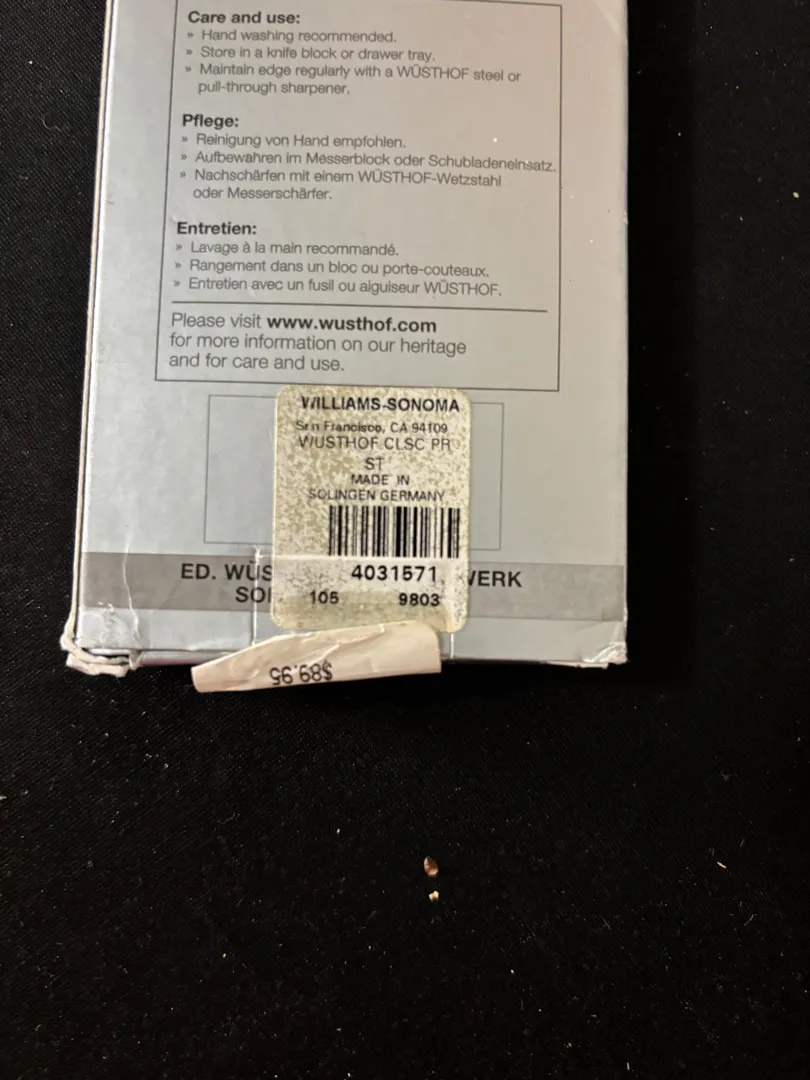 Care and use:
» Hand washing recommended.
» Store in a knife block or drawer tray.
» Maintain edge regularly with a WÜSTHOF steel or
pull-through sharpener.
Pflege:
» Reinigung von Hand empfohlen.
» Aufbewahren im Messerblock oder Schubladeneinsatz.
» Nachschärfen mit einem WÜSTHOF-Wetzstahl
oder Messerschärfer.
Entretien:
» Lavage à la main recommandé.
» Rangement dans un bloc ou porte-couteaux.
» Entretien avec un fusil ou aiguiseur WÜSTHOF.
Please visit www.wusthof.com
for more information on our heritage
and for care and use.
WILLIAMS-SONOMA
San Francisco, CA 94109
WUSTHOF CLSC PR
ST
MADE IN
SOLINGEN GERMANY
4031571
105 9803
ED. WÜS
VERK
SOL
$89.95